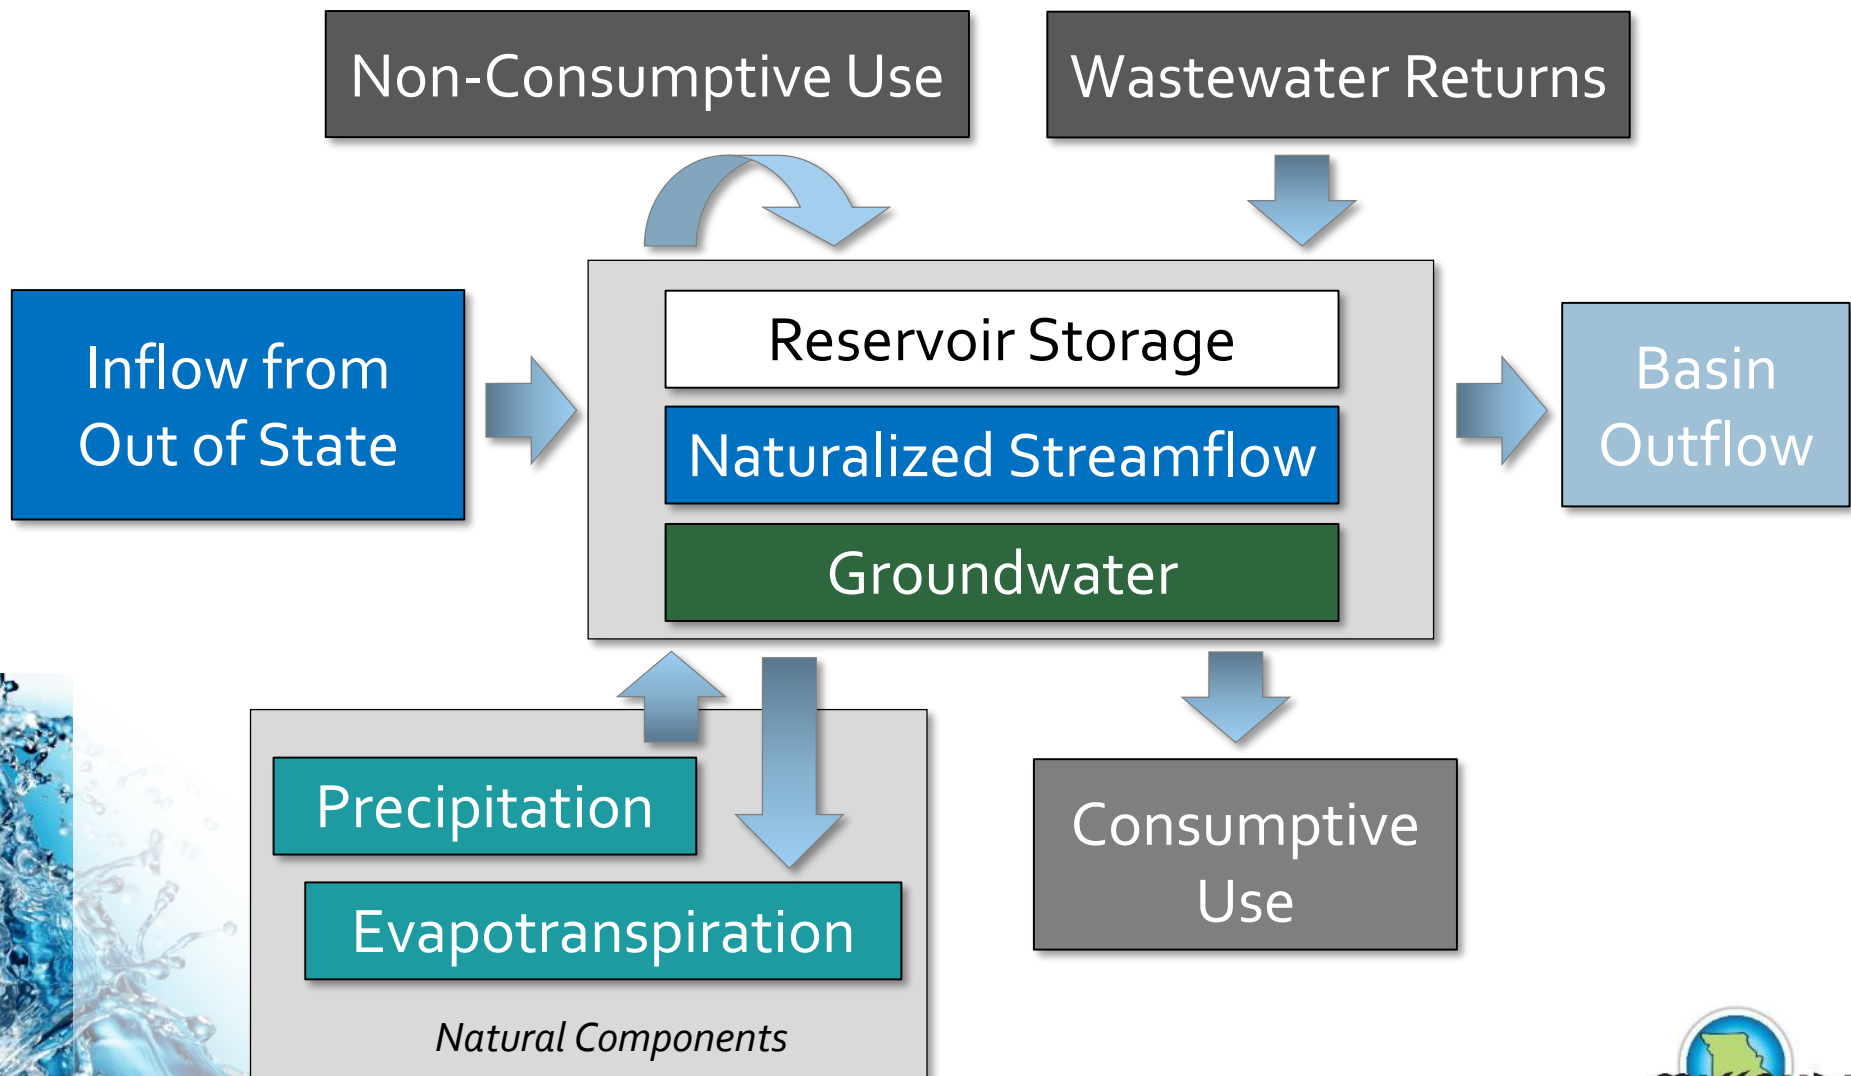 Non-Consumptive Use
Wastewater Returns
Inflow from
Out of State
Reservoir Storage
Naturalized Streamflow
Groundwater
Basin
Outflow
Precipitation
Evapotranspiration
Natural Components
Consumptive
Use